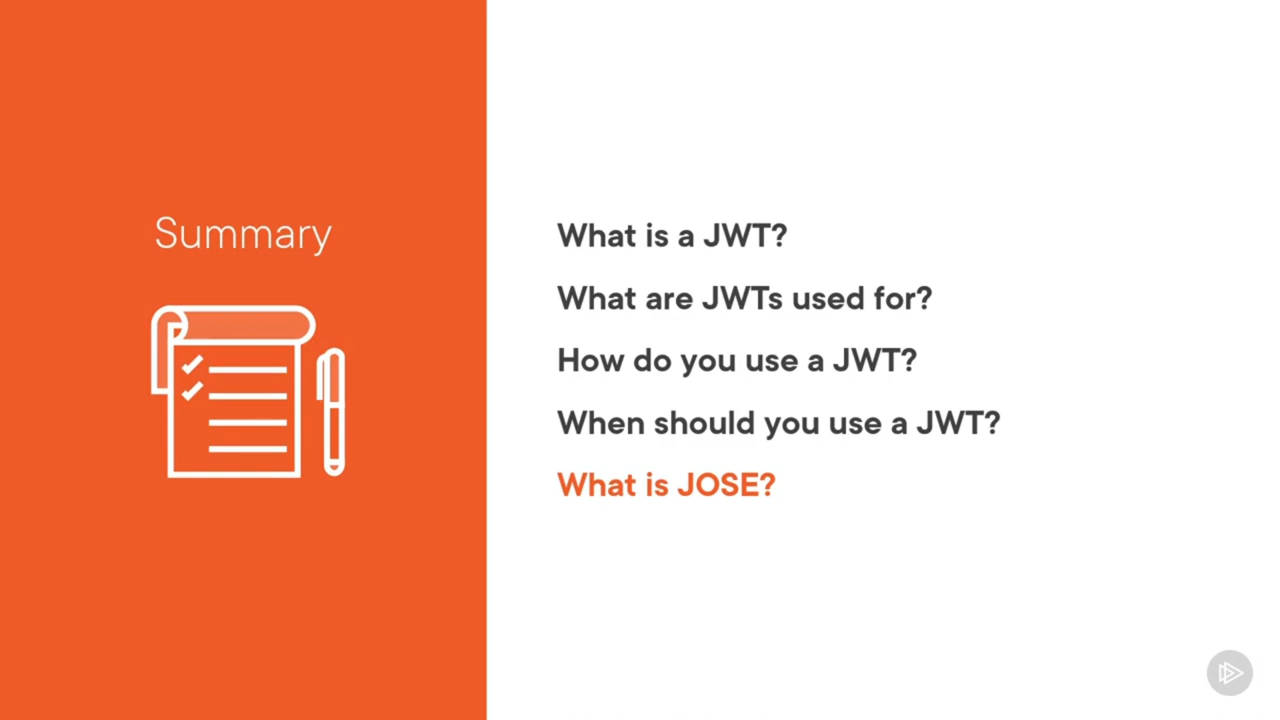 Summary
What is a JWT?
What are JWTs used for?
How do you use a JWT?
When should you use a JWT?
What is JOSE?